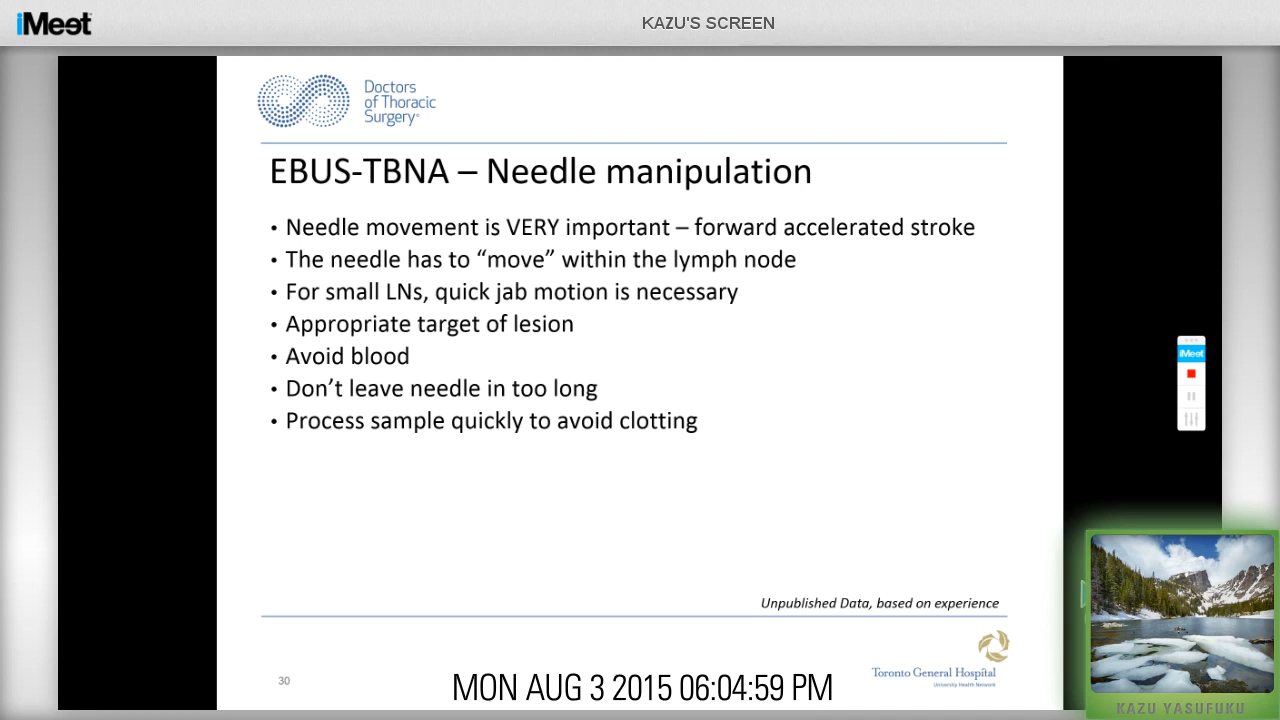 iMeet
KAZU'S SCREEN
Doctors
of Thoracic
Surgery®
EBUS-TBNA – Needle manipulation
• Needle movement is VERY important – forward accelerated stroke
• The needle has to “move” within the lymph node
• For small LNs, quick jab motion is necessary
• Appropriate target of lesion
• Avoid blood
• Don’t leave needle in too long
• Process sample quickly to avoid clotting
iMeet
Unpublished Data, based on experience
Toronto General Hospital
University Health Network
30
MON AUG 3 2015 06:04:59 PM
KAZU YASUFUKU